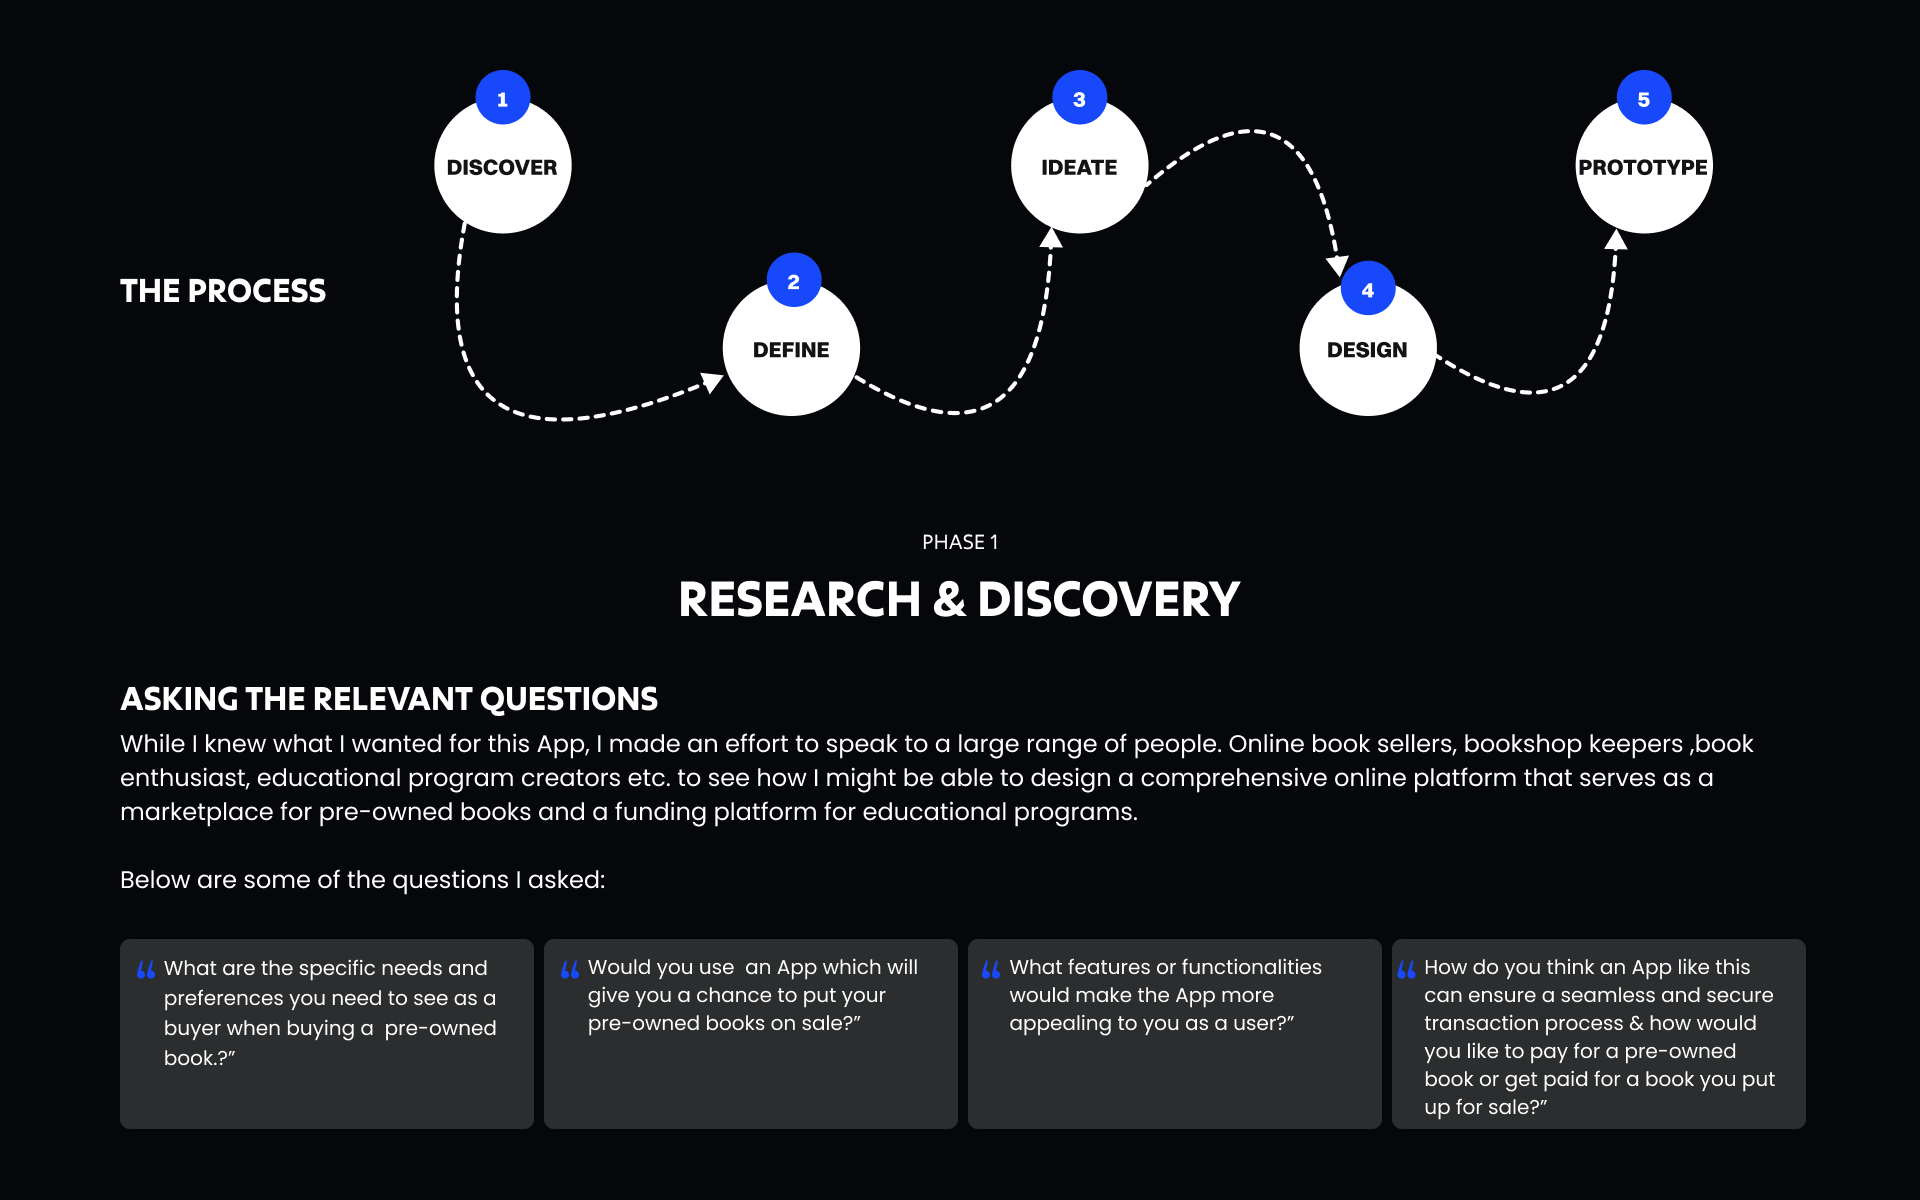 THE PROCESS
1
DISCOVER
2
DEFINE
3
IDEATE
4
DESIGN
5
PROTOTYPE
PHASE 1
RESEARCH & DISCOVERY
ASKING THE RELEVANT QUESTIONS
While I knew what I wanted for this App, I made an effort to speak to a large range of people. Online book sellers, bookshop keepers ,book
enthusiast, educational program creators etc. to see how I might be able to design a comprehensive online platform that serves as a
marketplace for pre-owned books and a funding platform for educational programs.
Below are some of the questions I asked:
“ What are the specific needs and
preferences you need to see as a
buyer when buying a  pre-owned
book.?”
“ Would you use  an App which will
give you a chance to put your
pre-owned books on sale?”
“ What features or functionalities
would make the App more
appealing to you as a user?”
“ How do you think an App like this
can ensure a seamless and secure
transaction process & how would
you like to pay for a pre-owned
book or get paid for a book you put
up for sale?”